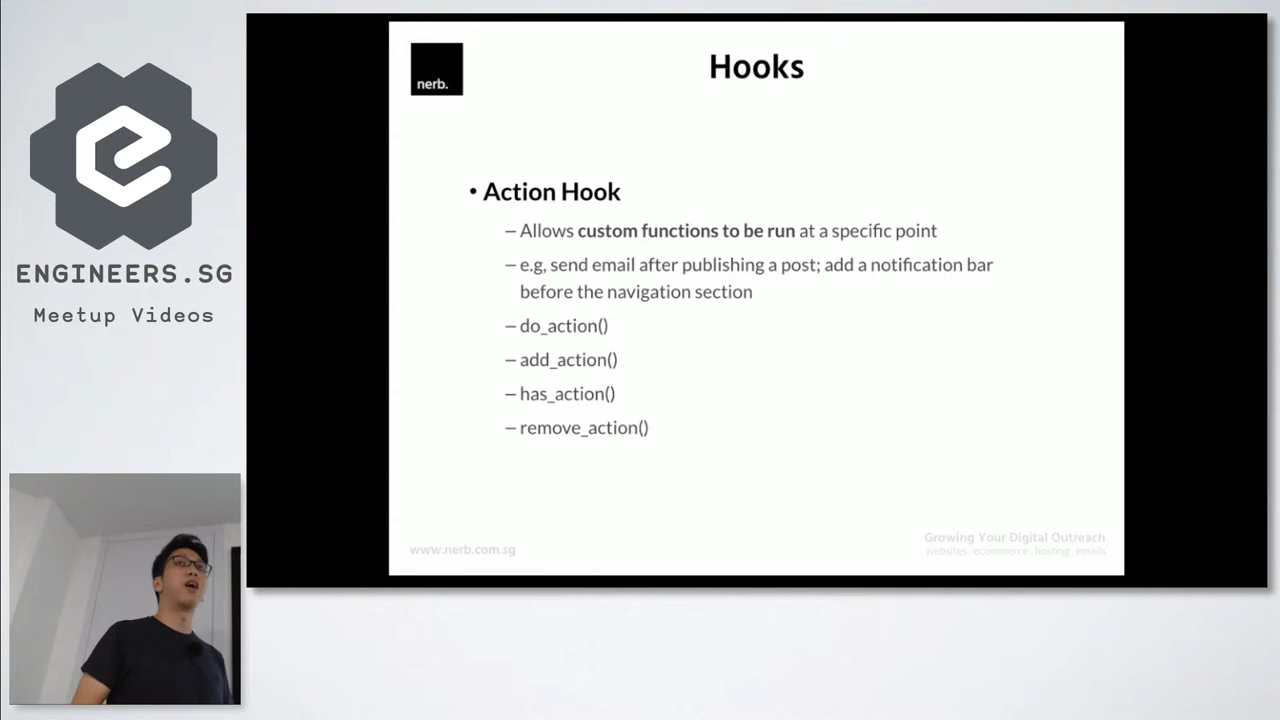 ENGINEERS.SG
Meetup Videos
nerb.
Hooks
• Action Hook
– Allows custom functions to be run at a specific point
– e.g, send email after publishing a post; add a notification bar
before the navigation section
– do_action()
– add_action()
– has_action()
– remove_action()
www.nerb.com.sg
Growing Your Digital Outreach
websites . ecommerce . hosting . emails